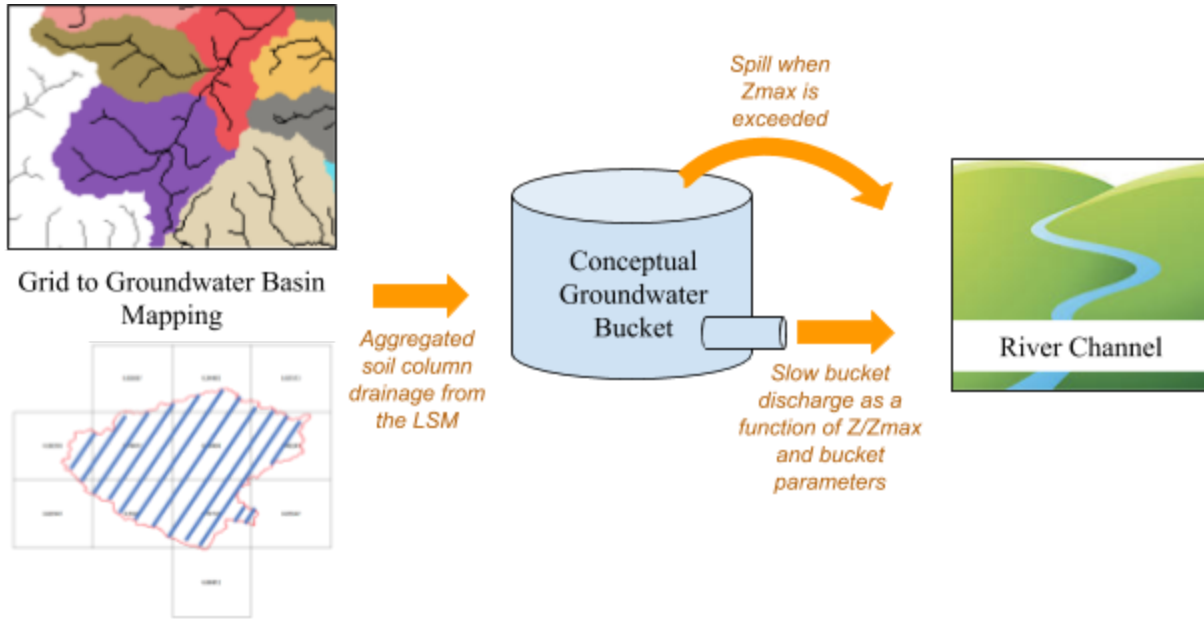 Grid to Groundwater Basin
Mapping
Aggregated
soil column
drainage from
the LSM
Conceptual
Groundwater
Bucket
Spill when
Zmax is
exceeded
Slow bucket
discharge as a
function of Z/Zmax
and bucket
parameters
River Channel